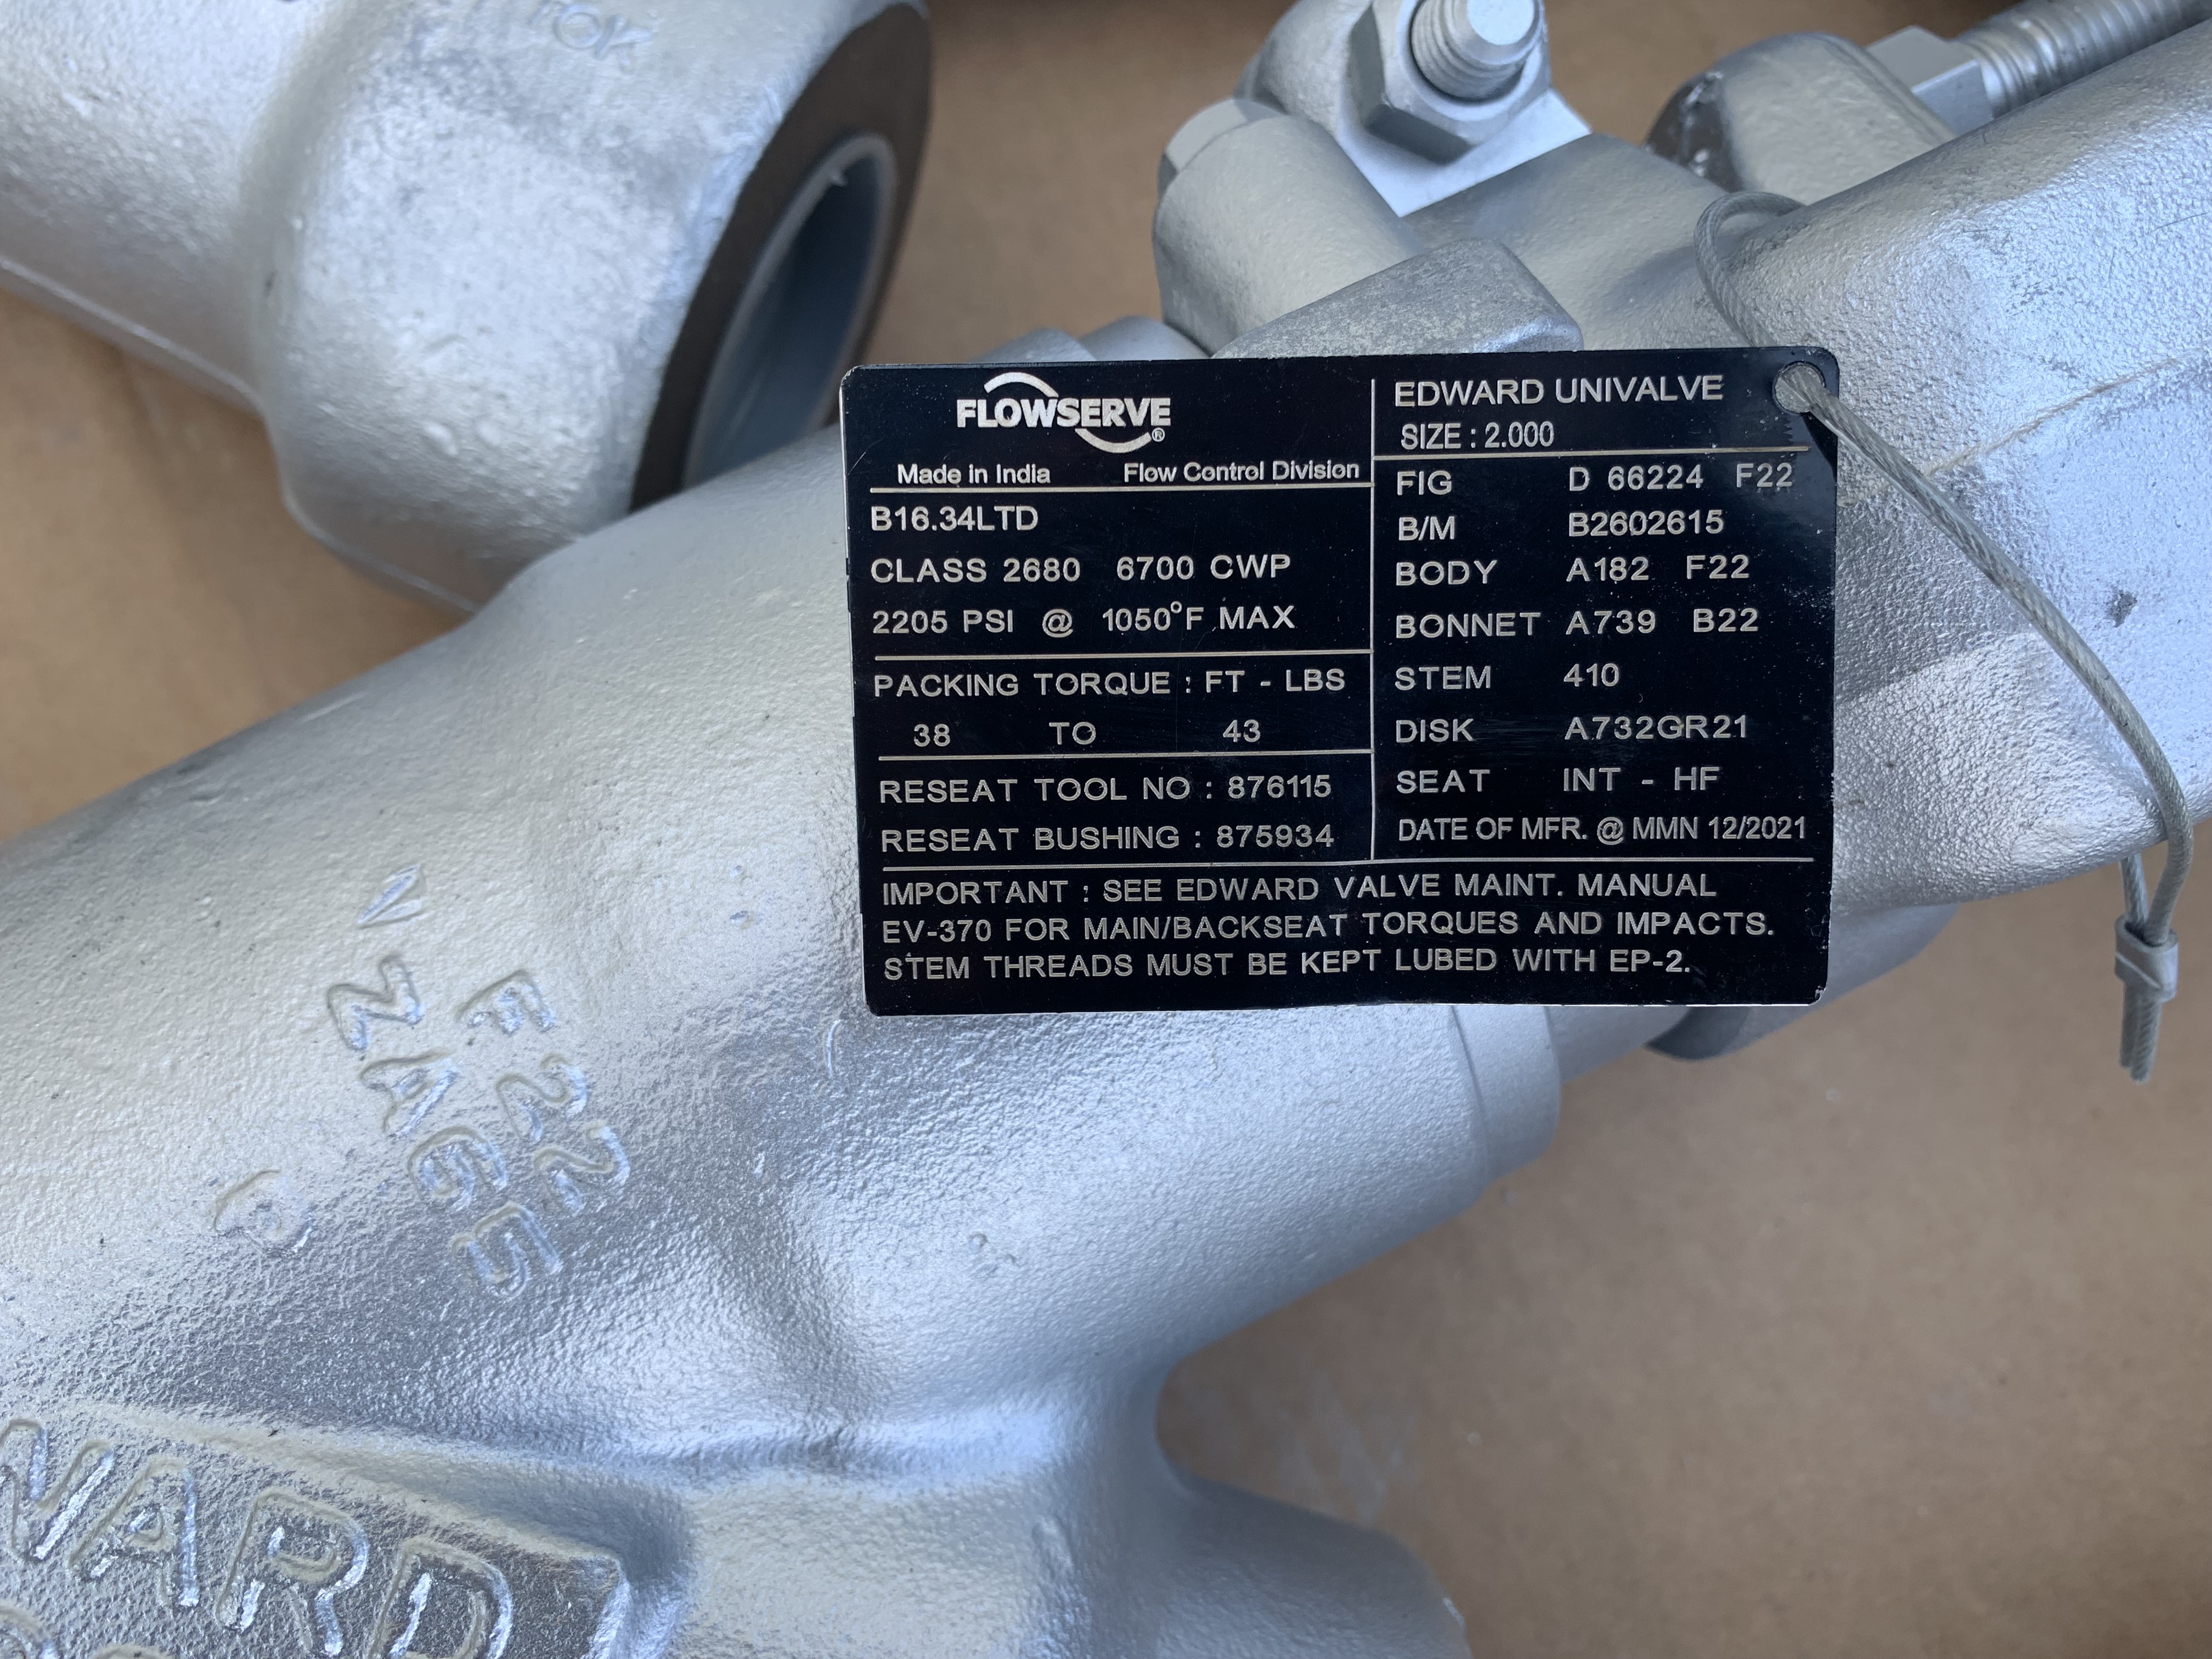 FLOWSERVE®
Made in India Flow Control Division
B16.34LTD
CLASS 2680 6700 CWP
2205 PSI @ 1050°F MAX
PACKING TORQUE : FT - LBS
38 TO 43
RESEAT TOOL NO : 876115
RESEAT BUSHING : 875934
EDWARD UNIVALVE
SIZE : 2.000
FIG D 66224 F22
B/M B2602615
BODY A182 F22
BONNET A739 B22
STEM 410
DISK A732GR21
SEAT INT - HF
DATE OF MFR. @ MMN 12/2021
IMPORTANT : SEE EDWARD VALVE MAINT. MANUAL
EV-370 FOR MAIN/BACKSEAT TORQUES AND IMPACTS.
STEM THREADS MUST BE KEPT LUBED WITH EP-2.
F22
WARD